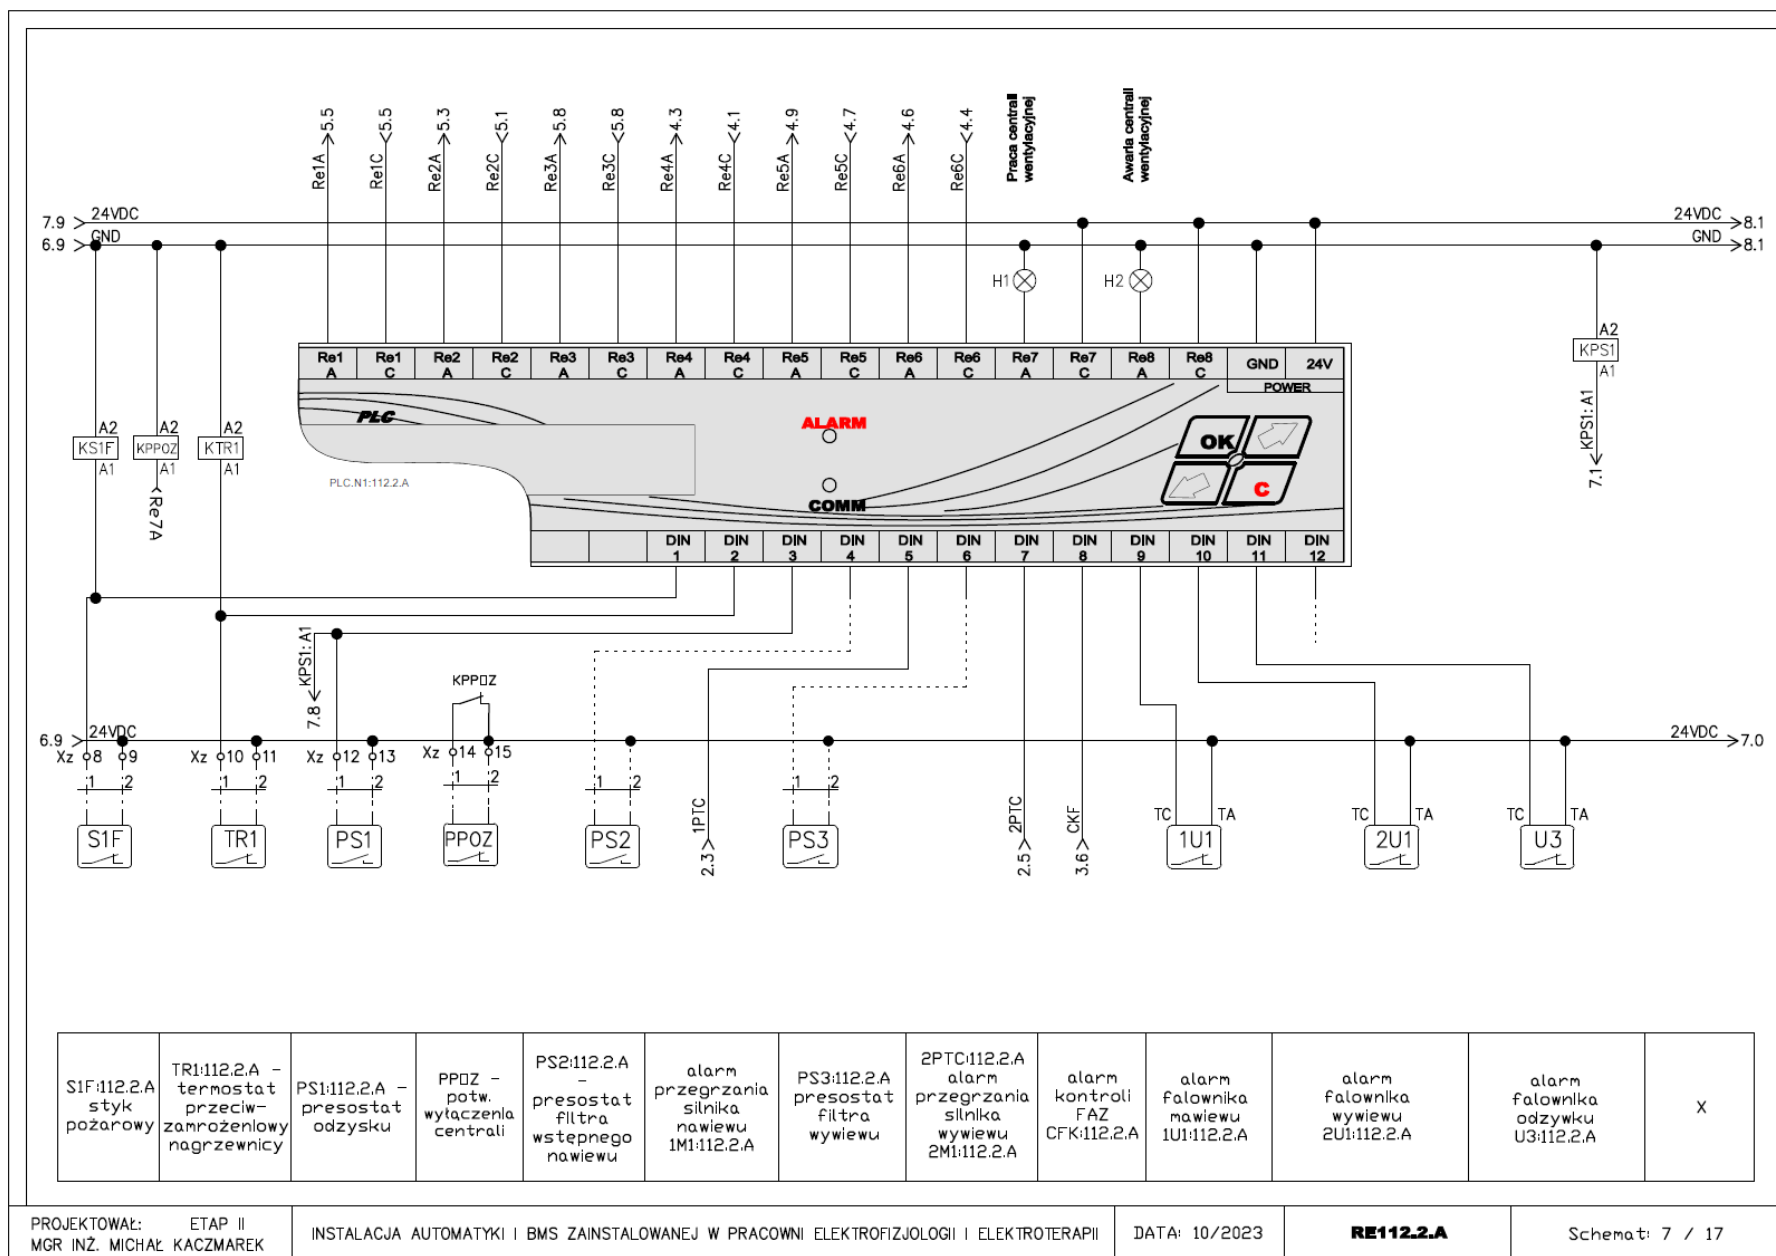 Re1A 5.5
Re1C 5.5
Re2A 5.3
Re2C 5.1
Re3A 5.8
Re3C 5.8
Re4A 4.3
Re4C 4.1
Re5A 4.9
Re5C 4.7
Re6A 4.6
Re6C 4.4
Praca centrali
wentylacyjnej
Awaria centrali
wentylacyjnej
7.9 24VDC 24VDC 8.1
6.9 GND GND 8.1
H1 H2
A2
KPS1
A1
KPS1:A1
7.1
Re1 Re1 Re2 Re2 Re3 Re3 Re4 Re4 Re5 Re5 Re6 Re6 Re7 Re7 Re8 Re8 GND 24V
A C A C A C A C A C A C A C A C
POWER
PLC
ALARM
OK
C
COMM
PLC.N1:112.2.A
A2 A2 A2
KS1F KPPOZ KTR1
A1 A1 A1
Re7A
DIN DIN DIN DIN DIN DIN DIN DIN DIN DIN DIN DIN
1 2 3 4 5 6 7 8 9 10 11 12
KPS1:A1
7.8
KPPOZ
6.9 24VDC 24VDC 7.0
Xz 8 9 Xz 10 11 Xz 12 13 Xz 14 15
1 2 1 2 1 2 1 2 1 2 1 2
1PTC
2.3
2PTC
2.5
CKF
3.6
TC TA TC TA TC TA
S1F TR1 PS1 PPOZ PS2 PS3 1U1 2U1 U3
S1F:112.2.A
styk
pożarowy
TR1:112.2.A -
termostat
przeciw-
zamrożeniowy
nagrzewnicy
PS1:112.2.A -
presostat
odzysku
PPOZ -
potw.
wyłączenia
centrali
PS2:112.2.A
-
presostat
filtra
wstępnego
nawiewu
alarm
przegrzania
silnika
nawiewu
1M1:112.2.A
PS3:112.2.A
presostat
filtra
wywiewu
2PTC:112.2.A
alarm
przegrzania
silnika
wywiewu
2M1:112.2.A
alarm
kontroli
FAZ
CFK:112.2.A
alarm
falownika
mawiewu
1U1:112.2.A
alarm
falownika
wywiewu
2U1:112.2.A
alarm
falownika
odzywku
U3:112.2.A
X
PROJEKTOWAŁ: ETAP II
MGR INŻ. MICHAŁ KACZMAREK
INSTALACJA AUTOMATYKI I BMS ZAINSTALOWANEJ W PRACOWNI ELEKTROFIZJOLOGII I ELEKTROTERAPII
DATA: 10/2023
RE112.2.A
Schemat: 7 / 17